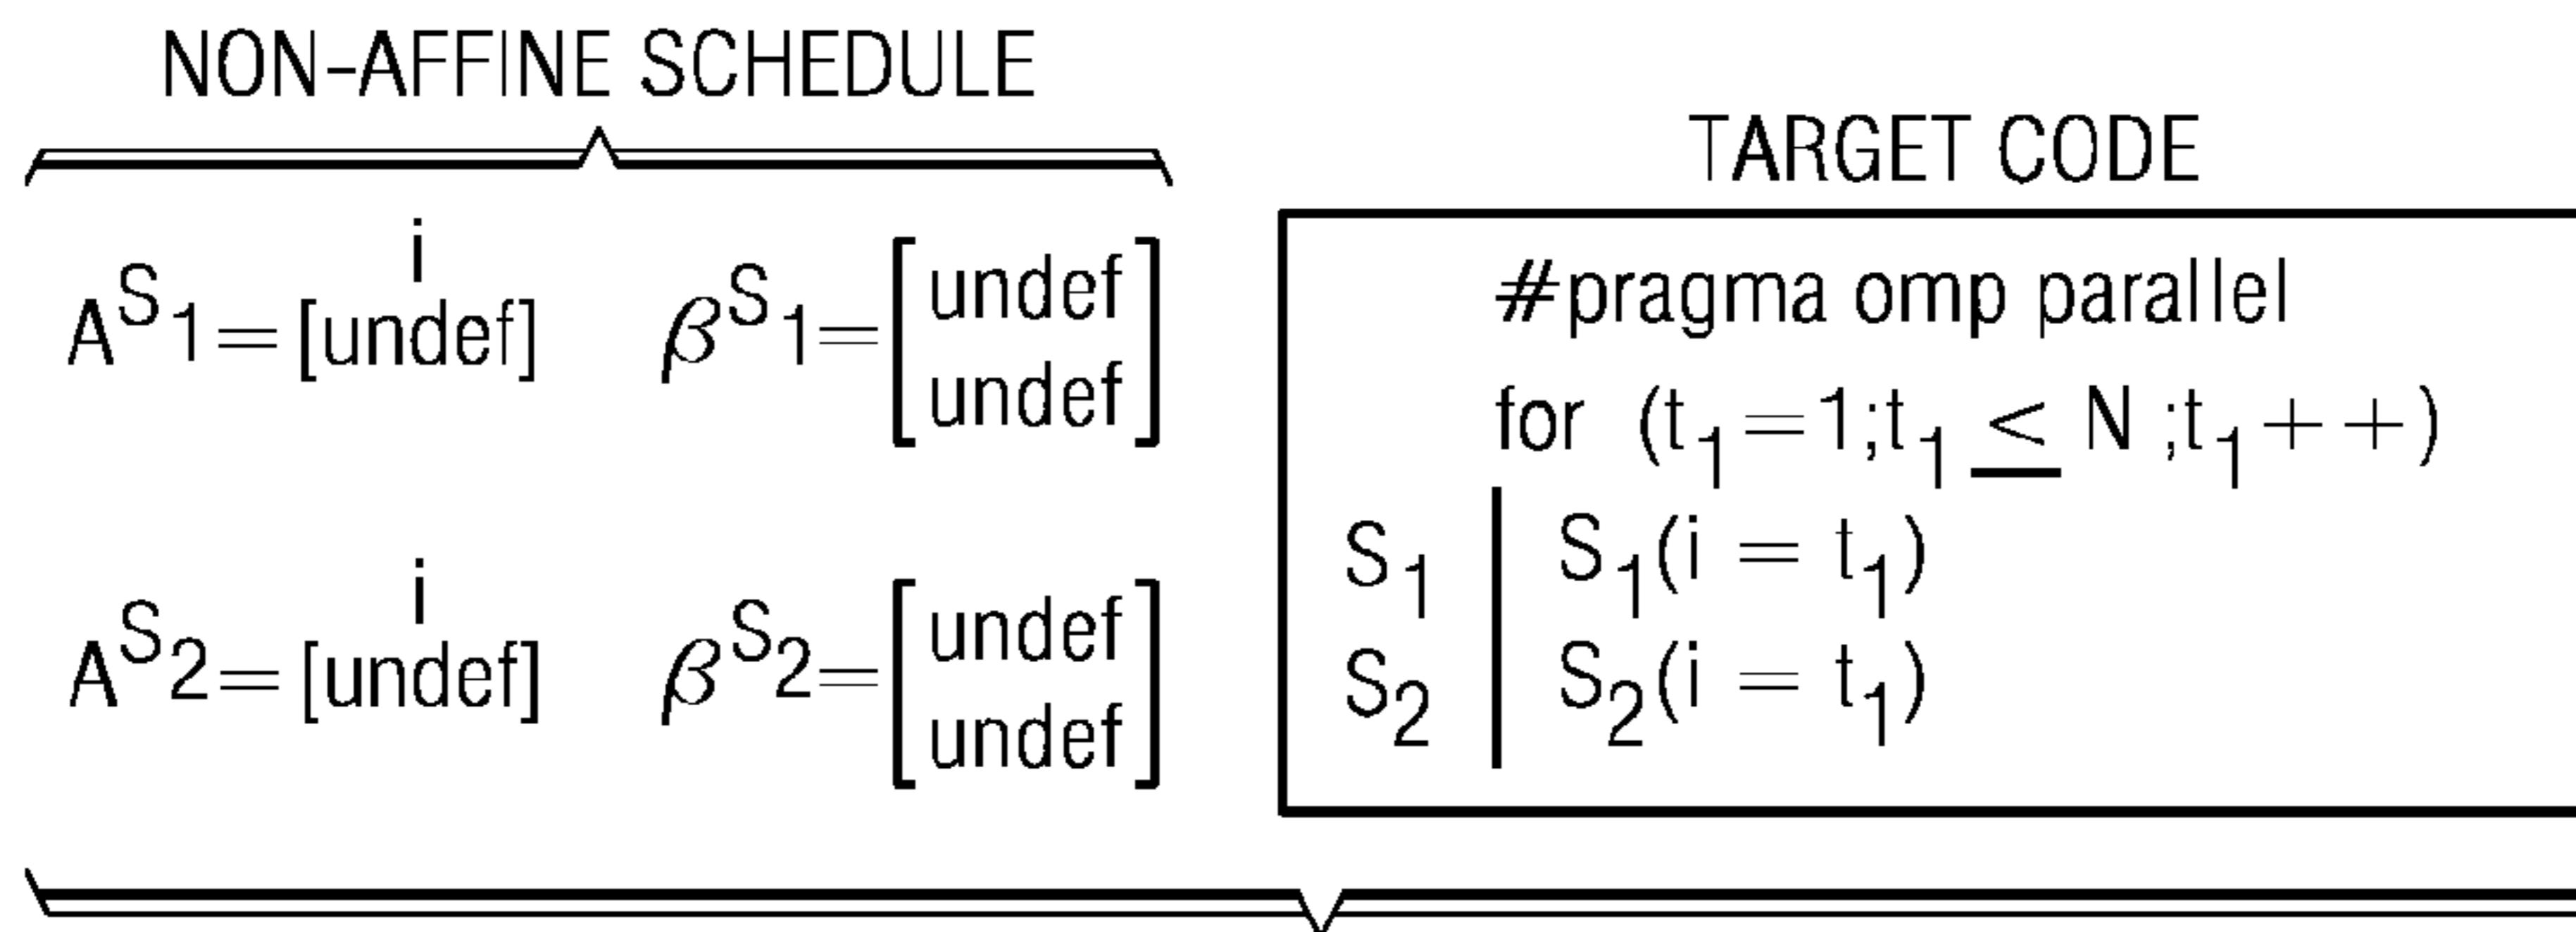 NON-AFFINE SCHEDULE
i
A^S1=[undef] β^S1=[undef
undef]
i
A^S2=[undef] β^S2=[undef
undef]
TARGET CODE
#pragma omp parallel
for (t1=1;t1 ≤ N ;t1++)
S1 | S1(i = t1)
S2 | S2(i = t1)